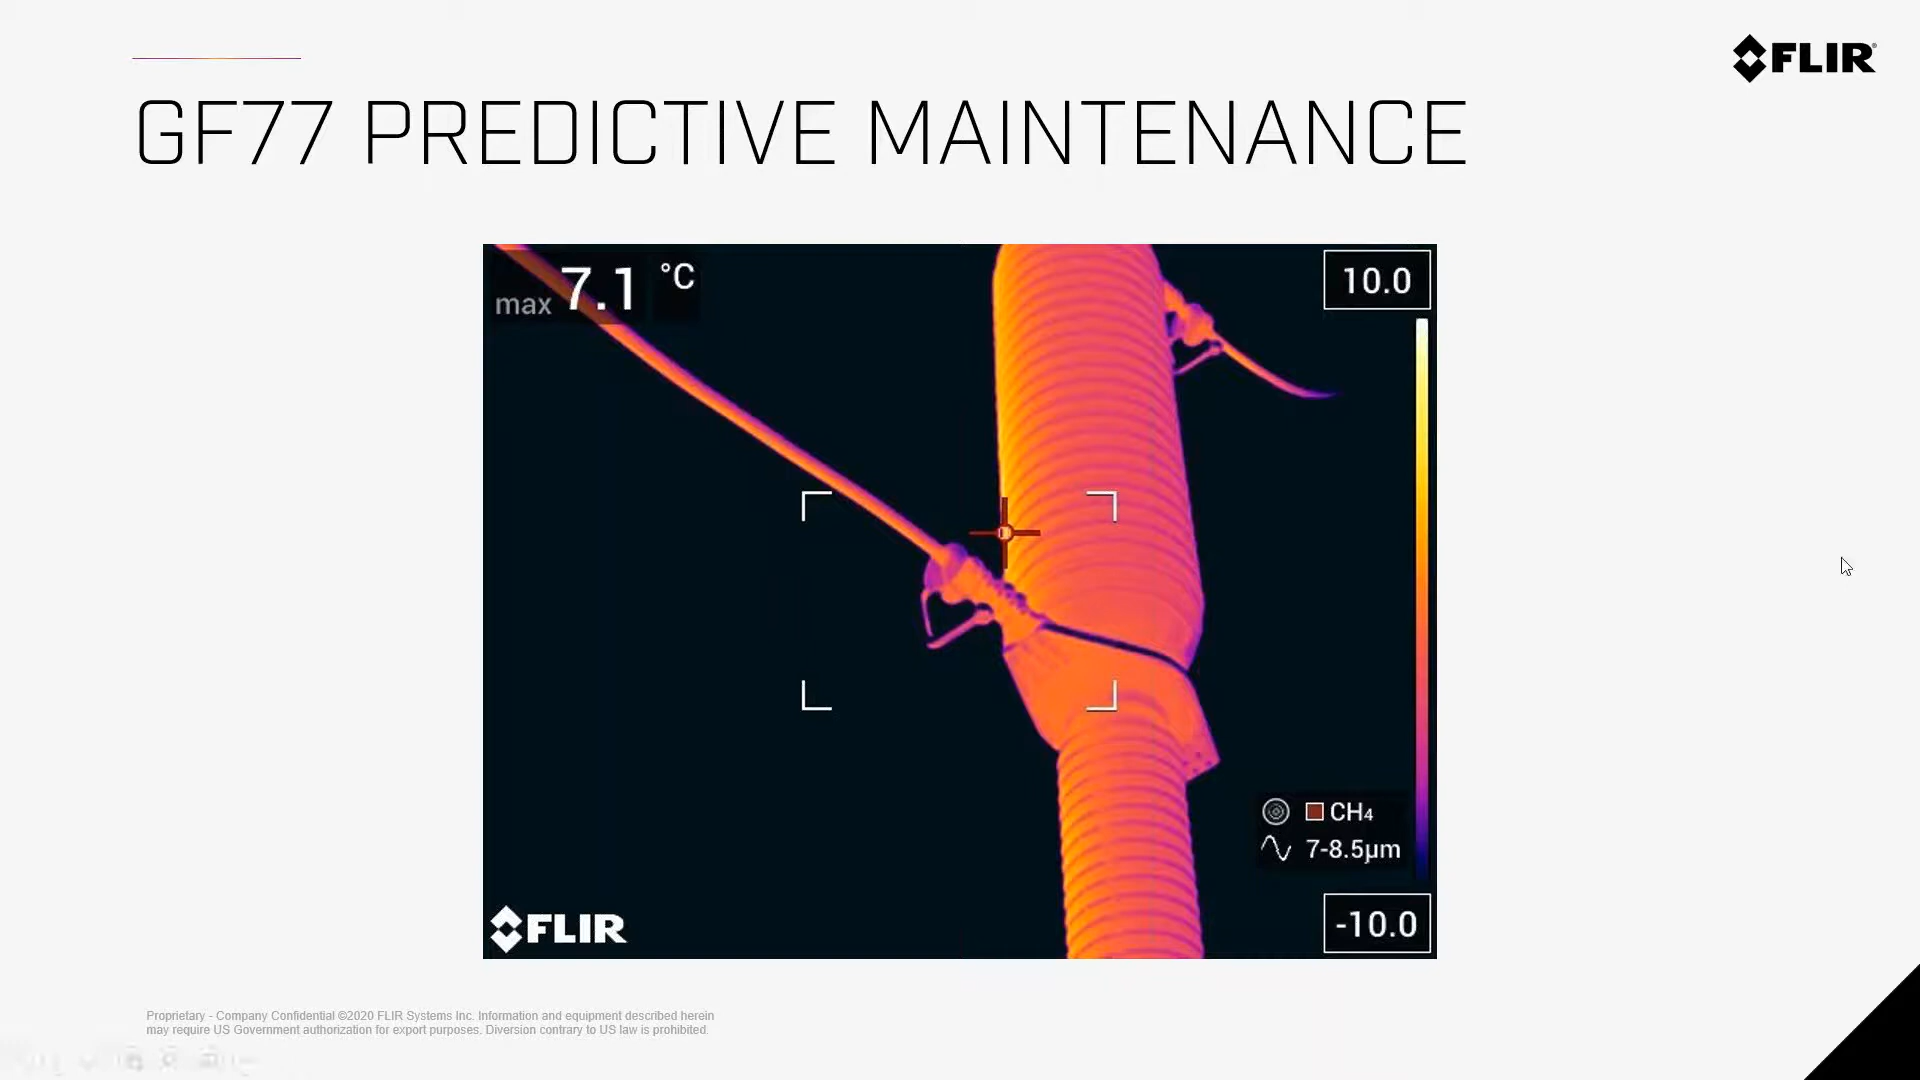 FLIR
GF77 PREDICTIVE MAINTENANCE
max 7.1 °C
10.0
CH₄
7-8.5µm
-10.0
FLIR
Proprietary - Company Confidential ©2020 FLIR Systems Inc. Information and equipment described herein
may require US Government authorization for export purposes. Diversion contrary to US law is prohibited.